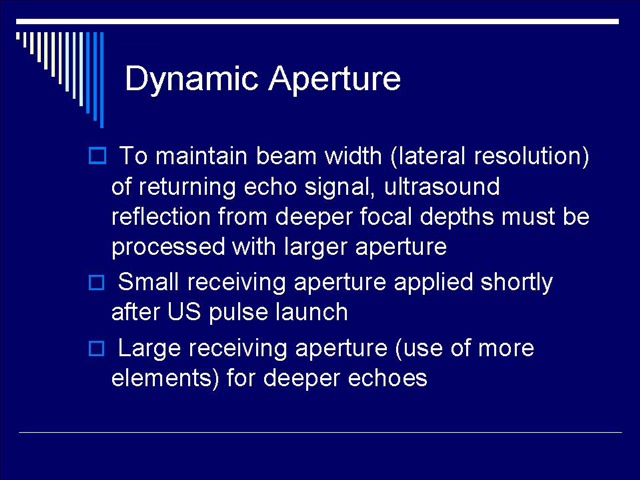 Dynamic Aperture
To maintain beam width (lateral resolution)
of returning echo signal, ultrasound
reflection from deeper focal depths must be
processed with larger aperture
Small receiving aperture applied shortly
after US pulse launch
Large receiving aperture (use of more
elements) for deeper echoes